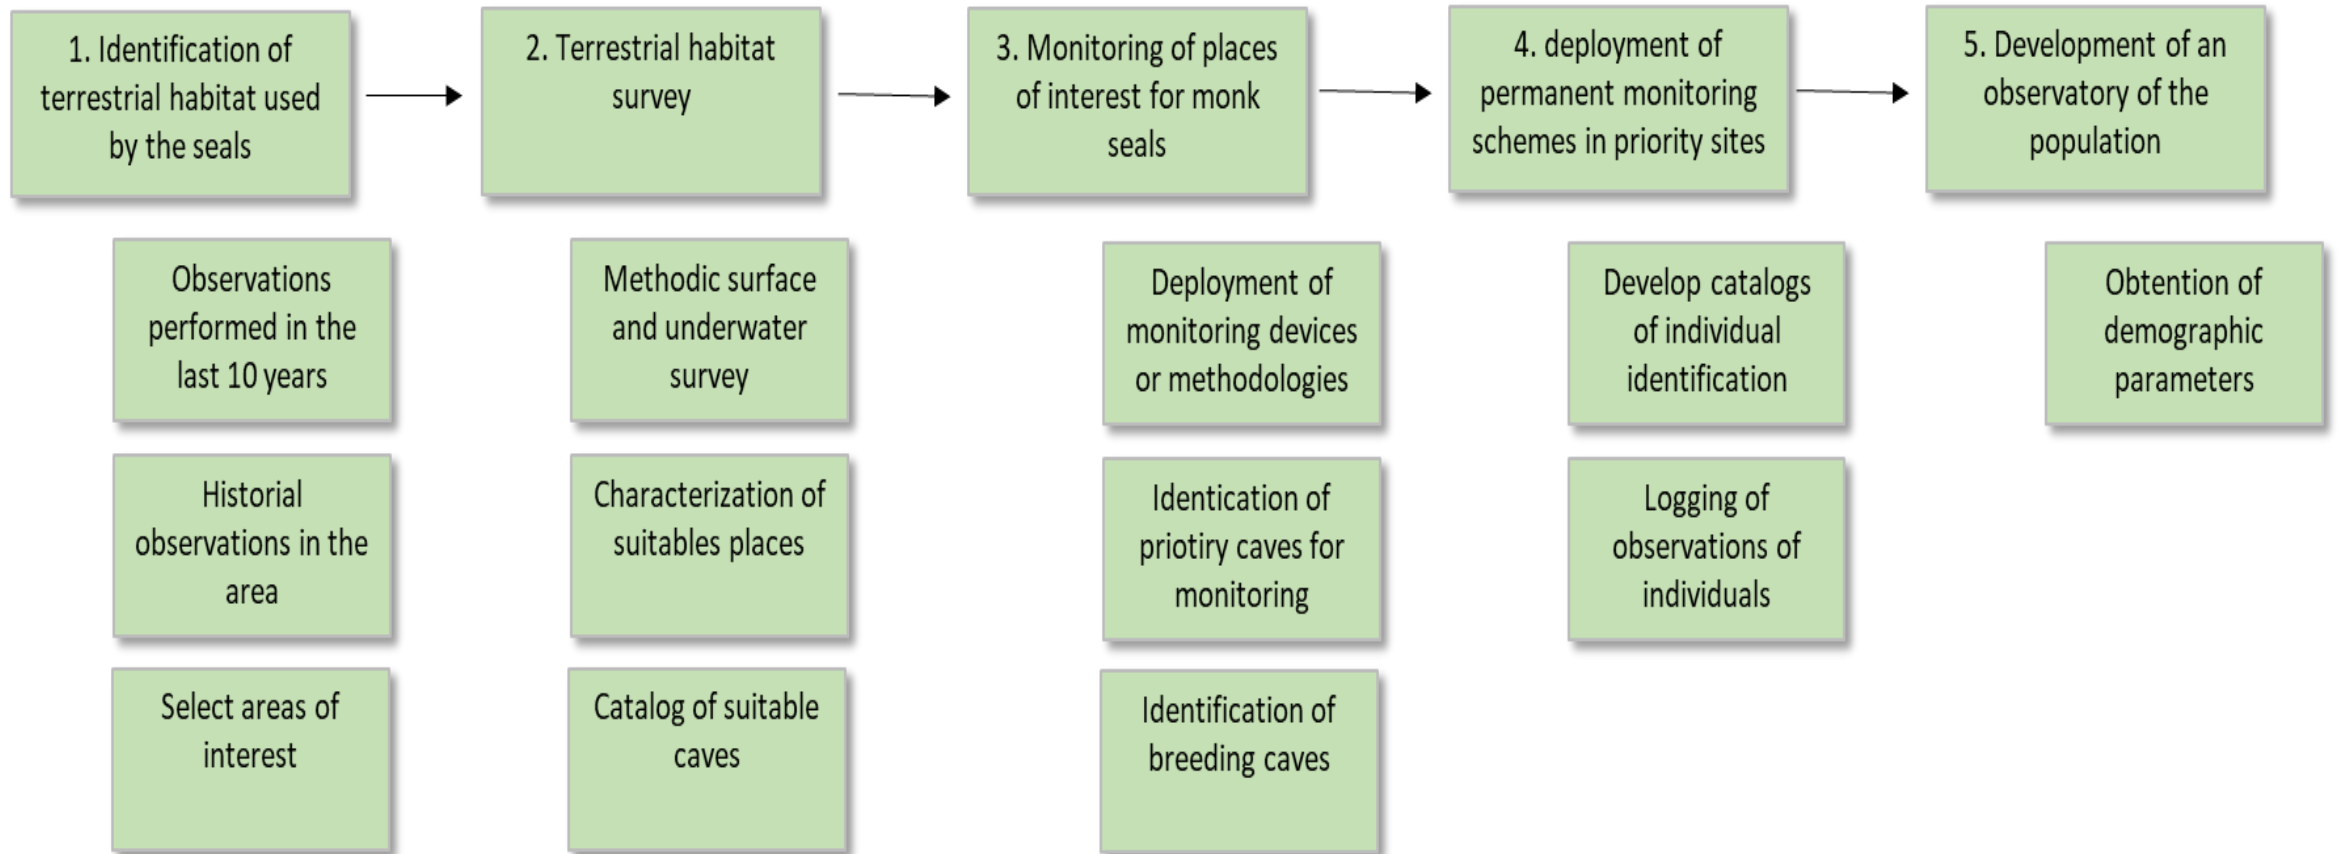 1. Identification of
terrestrial habitat used
by the seals
2. Terrestrial habitat
survey
3. Monitoring of places
of interest for monk
seals
4. deployment of
permanent monitoring
schemes in priority sites
5. Development of an
observatory of the
population
Observations
performed in the
last 10 years
Historial
observations in the
area
Select areas of
interest
Methodic surface
and underwater
survey
Characterization of
suitables places
Catalog of suitable
caves
Deployment of
monitoring devices
or methodologies
Identication of
priotiry caves for
monitoring
Identification of
breeding caves
Develop catalogs
of individual
identification
Logging of
observations of
individuals
Obtention of
demographic
parameters